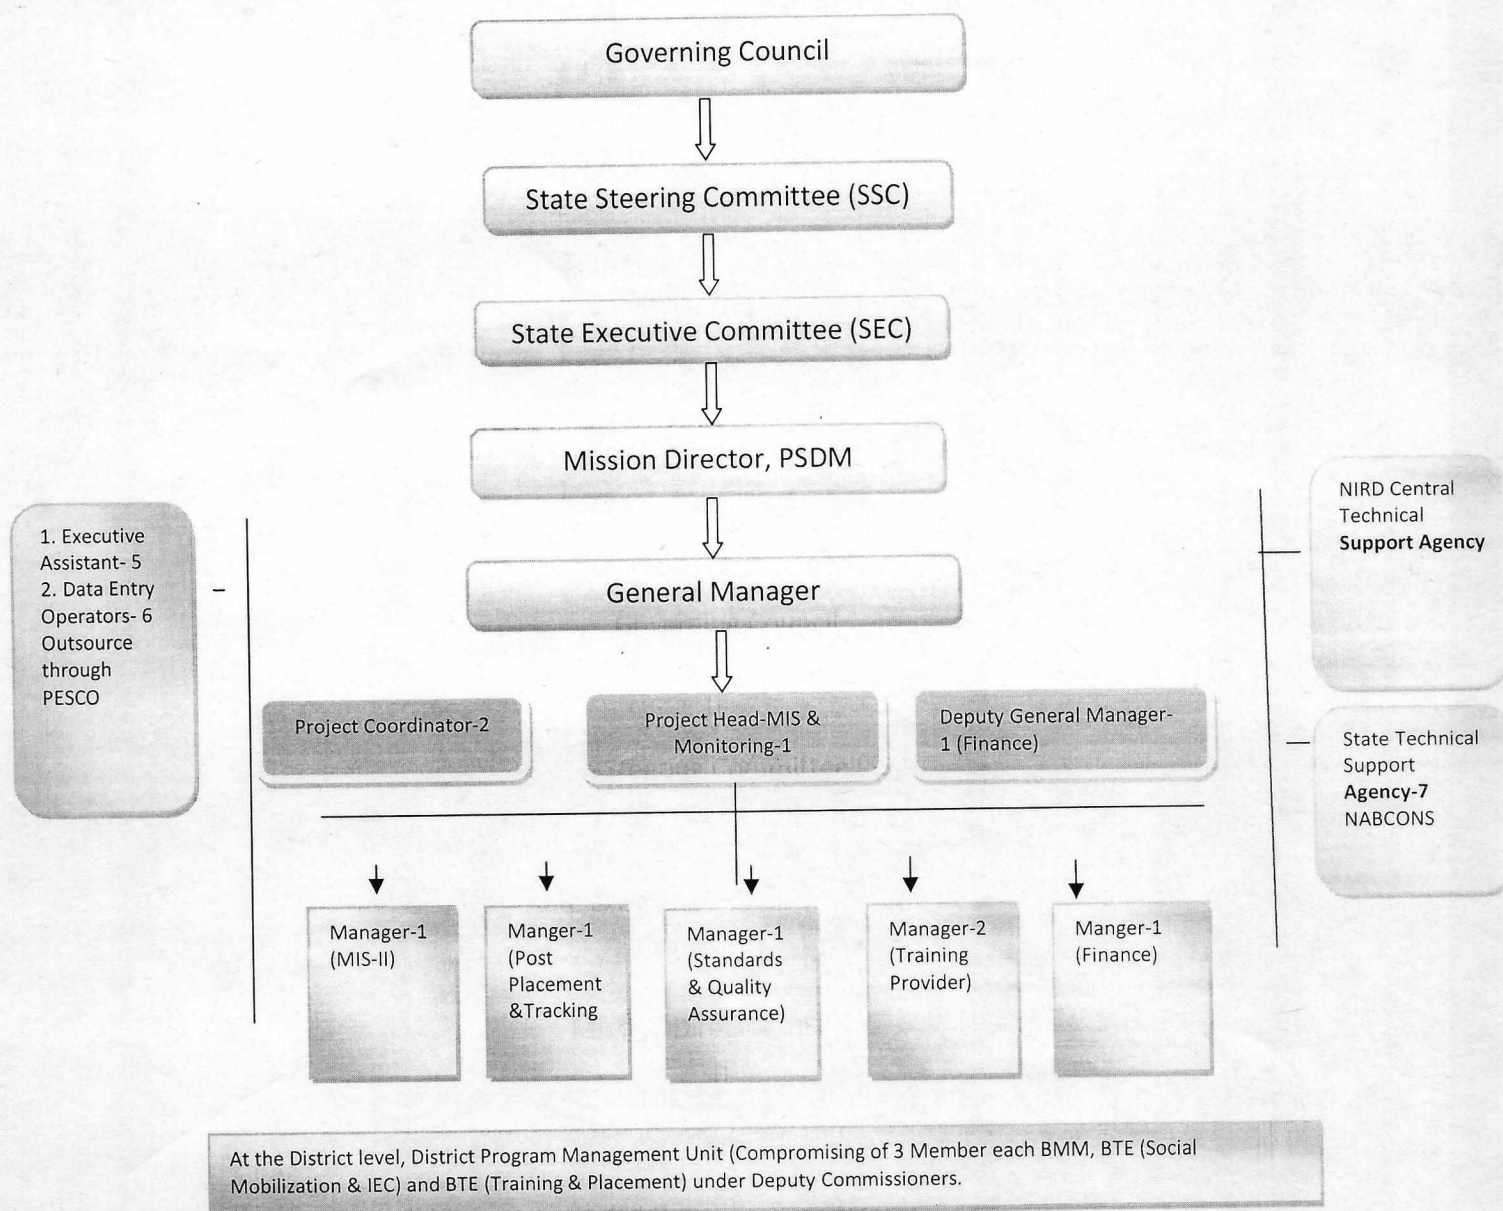 Governing Council
State Steering Committee (SSC)
State Executive Committee (SEC)
Mission Director, PSDM
General Manager
1. Executive
Assistant- 5
2. Data Entry
Operators- 6
Outsource
through
PESCO
NIRD Central
Technical
Support Agency
State Technical
Support
Agency-7
NABCONS
Project Coordinator-2
Project Head-MIS &
Monitoring-1
Deputy General Manager-
1 (Finance)
Manager-1
(MIS-II)
Manger-1
(Post
Placement
&Tracking
Manager-1
(Standards
& Quality
Assurance)
Manager-2
(Training
Provider)
Manger-1
(Finance)
At the District level, District Program Management Unit (Compromising of 3 Member each BMM, BTE (Social
Mobilization & IEC) and BTE (Training & Placement) under Deputy Commissioners.